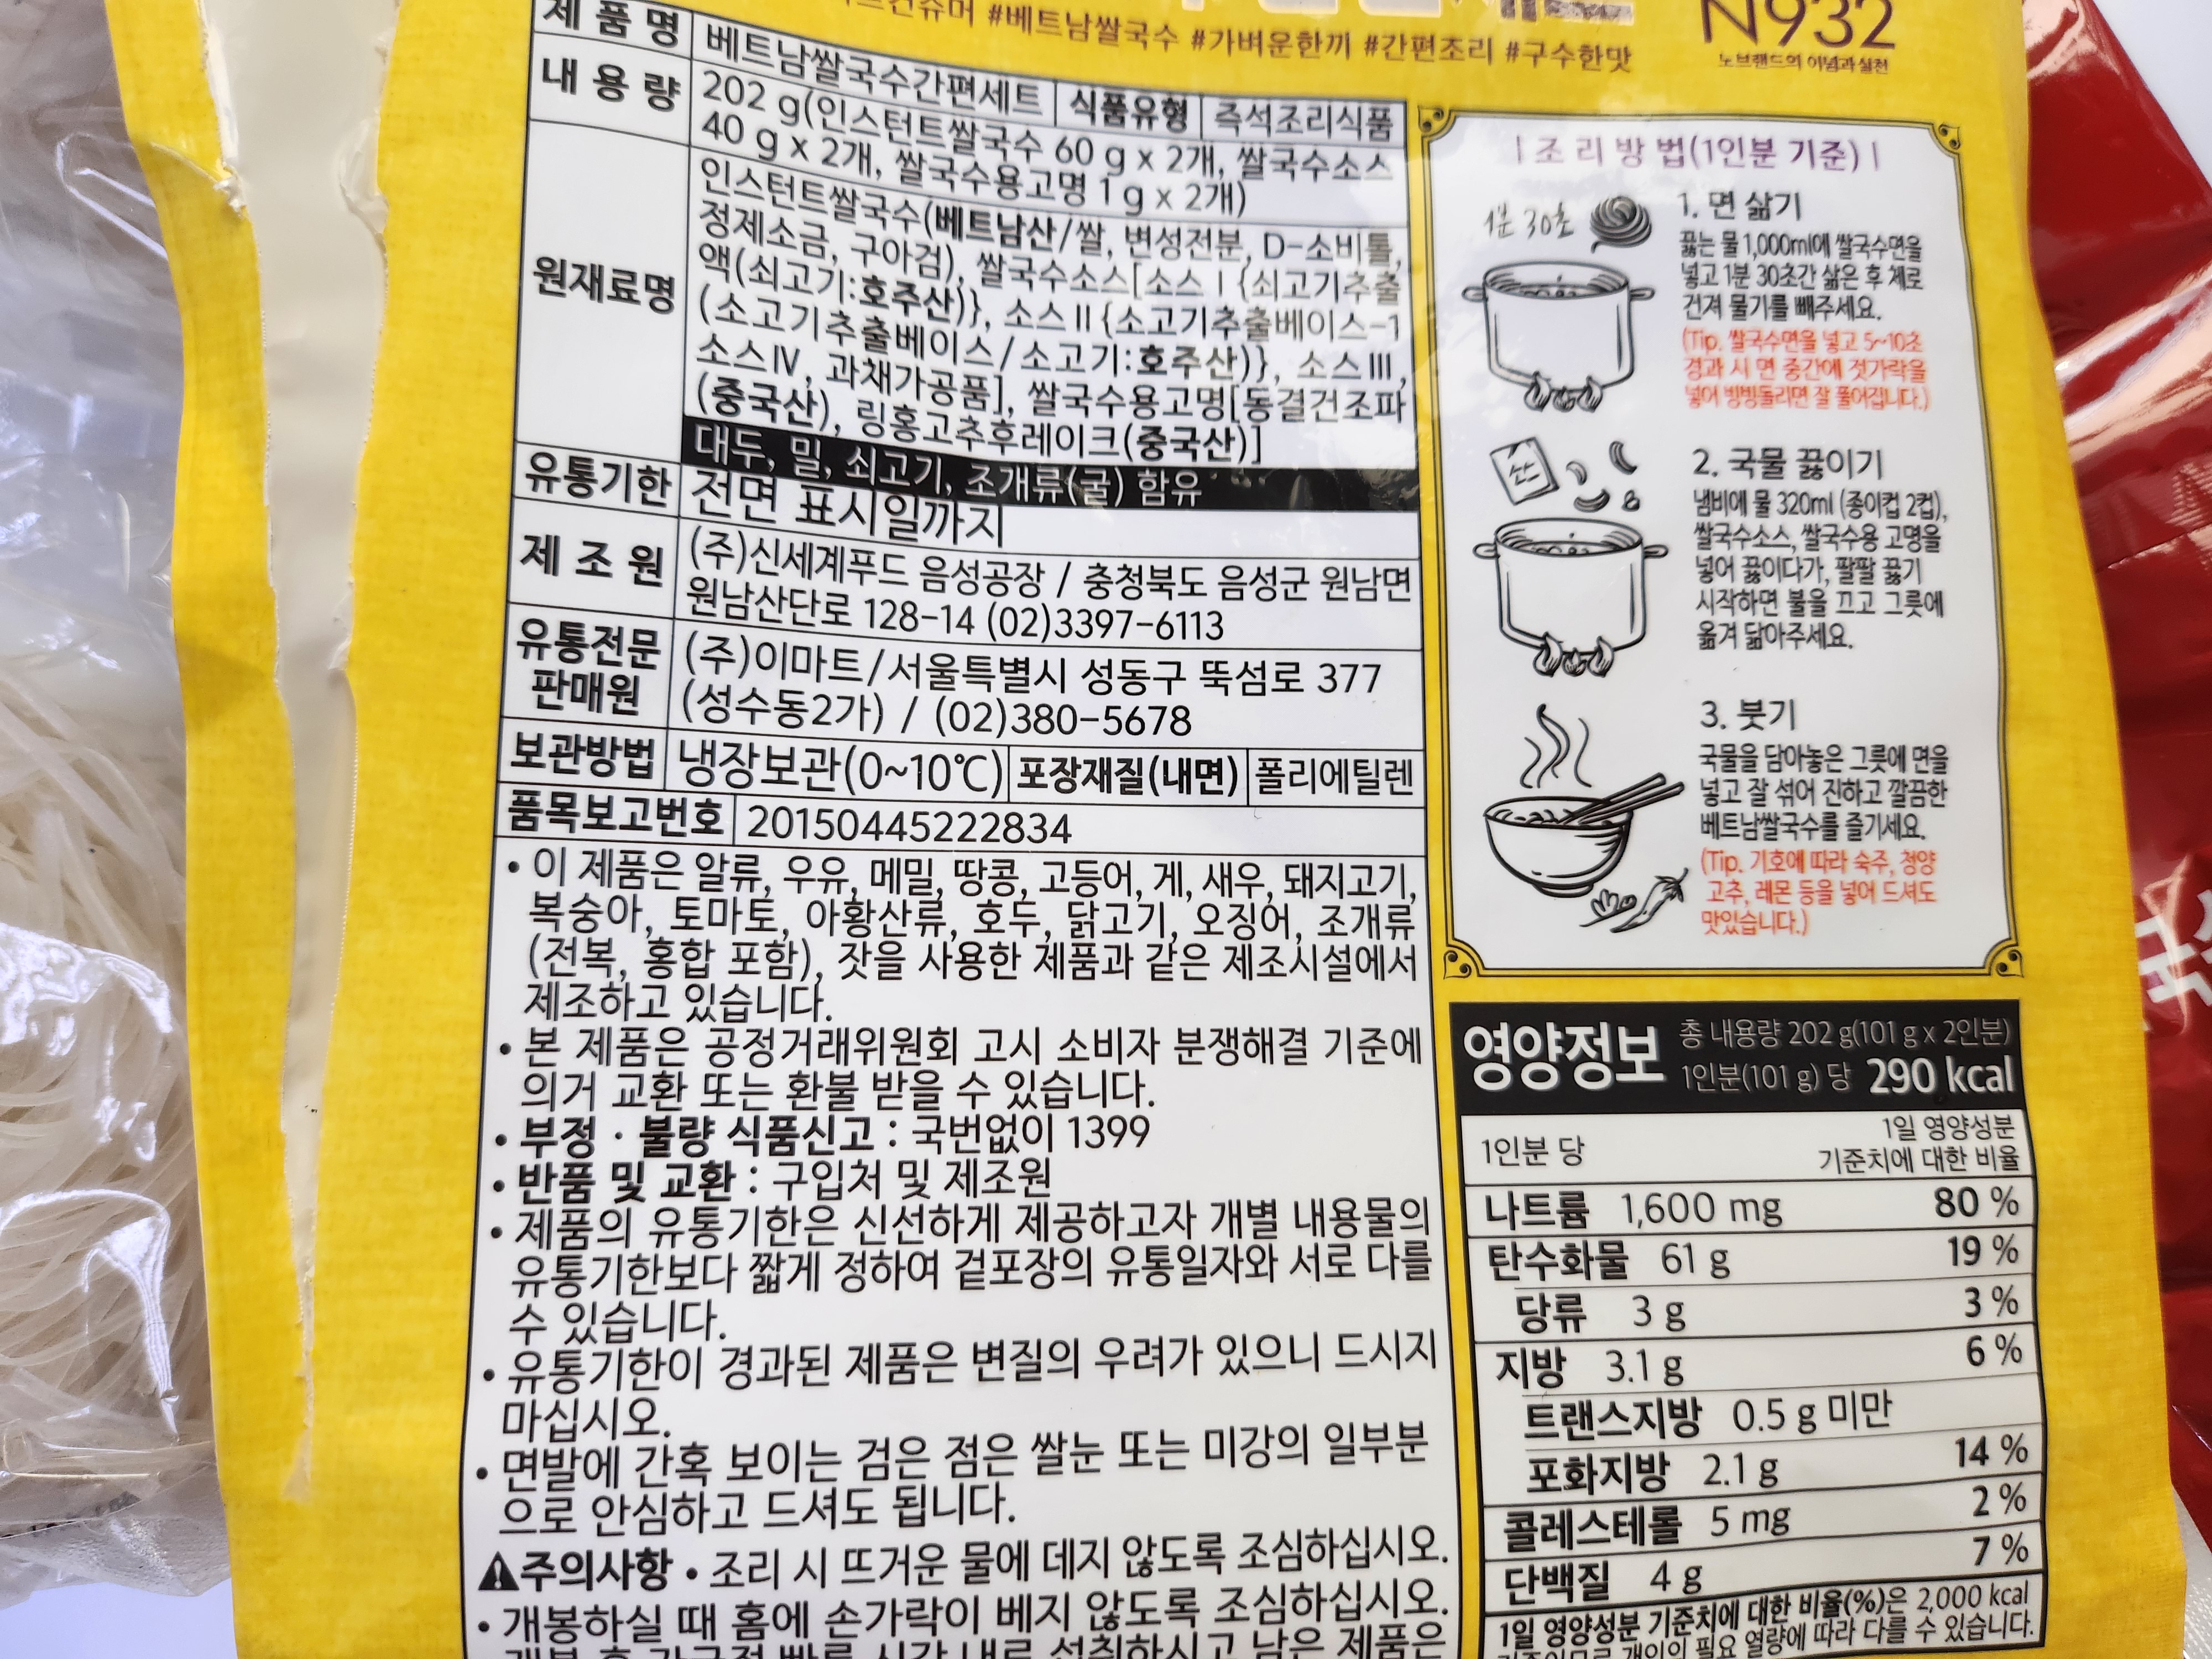 #베트남쌀국수 #가벼운한끼 #간편조리 #구수한맛
N932
노브랜드의 이념과 실천
제 품 명 베트남쌀국수간편세트 식품유형 즉석조리식품
내 용 량 202 g(인스턴트쌀국수 60 g x 2개, 쌀국수소스
40 g x 2개, 쌀국수용고명 1 g x 2개)
원재료명 인스턴트쌀국수(베트남산/쌀, 변성전분, D-소비톨,
정제소금, 구아검), 쌀국수소스[소스 I {쇠고기추출
액(쇠고기:호주산)}, 소스 II {소고기추출베이스-1
(소고기추출베이스/소고기:호주산)}, 소스 III,
소스 IV, 과채가공품], 쌀국수용고명[동결건조파
(중국산), 링홍고추후레이크(중국산)]
대두, 밀, 쇠고기, 조개류(굴) 함유
유통기한 전면 표시일까지
제 조 원 (주)신세계푸드 음성공장 / 충청북도 음성군 원남면
원남산단로 128-14 (02)3397-6113
유통전문
판매원
(주)이마트/서울특별시 성동구 뚝섬로 377
(성수동2가) / (02)380-5678
보관방법 냉장보관(0~10℃) 포장재질(내면) 폴리에틸렌
품목보고번호 20150445222834
• 이 제품은 알류, 우유, 메밀, 땅콩, 고등어, 게, 새우, 돼지고기,
복숭아, 토마토, 아황산류, 호두, 닭고기, 오징어, 조개류
(전복, 홍합 포함), 잣을 사용한 제품과 같은 제조시설에서
제조하고 있습니다.
• 본 제품은 공정거래위원회 고시 소비자 분쟁해결 기준에
의거 교환 또는 환불 받을 수 있습니다.
• 부정 · 불량 식품신고 : 국번없이 1399
• 반품 및 교환 : 구입처 및 제조원
• 제품의 유통기한은 신선하게 제공하고자 개별 내용물의
유통기한보다 짧게 정하여 겉포장의 유통일자와 서로 다를
수 있습니다.
• 유통기한이 경과된 제품은 변질의 우려가 있으니 드시지
마십시오.
• 면발에 간혹 보이는 검은 점은 쌀눈 또는 미강의 일부분
으로 안심하고 드셔도 됩니다.
⚠주의사항 • 조리 시 뜨거운 물에 데지 않도록 조심하십시오.
• 개봉하실 때 홈에 손가락이 베지 않도록 조심하십시오.
| 조 리 방 법(1인분 기준) |
1분 30초
1. 면 삶기
끓는 물 1,000ml에 쌀국수면을
넣고 1분 30초간 삶은 후 체로
건져 물기를 빼주세요.
(Tip. 쌀국수면을 넣고 5~10초
경과 시 면 중간에 젓가락을
넣어 빙빙돌리면 잘 풀어집니다.)
2. 국물 끓이기
냄비에 물 320ml (종이컵 2컵),
쌀국수소스, 쌀국수용 고명을
넣어 끓이다가, 팔팔 끓기
시작하면 불을 끄고 그릇에
옮겨 닮아주세요.
3. 붓기
국물을 담아놓은 그릇에 면을
넣고 잘 섞어 진하고 깔끔한
베트남쌀국수를 즐기세요.
(Tip. 기호에 따라 숙주, 청양
고추, 레몬 등을 넣어 드셔도
맛있습니다.)
영양정보 총 내용량 202 g(101 g x 2인분)
1인분(101 g) 당 290 kcal
1인분 당 1일 영양성분
기준치에 대한 비율
나트륨 1,600 mg 80 %
탄수화물 61 g 19 %
당류 3 g 3 %
지방 3.1 g 6 %
트랜스지방 0.5 g 미만
포화지방 2.1 g 14 %
콜레스테롤 5 mg 2 %
단백질 4 g 7 %
1일 영양성분 기준치에 대한 비율(%)은 2,000 kcal
개인의 필요 열량에 따라 다를 수 있습니다.